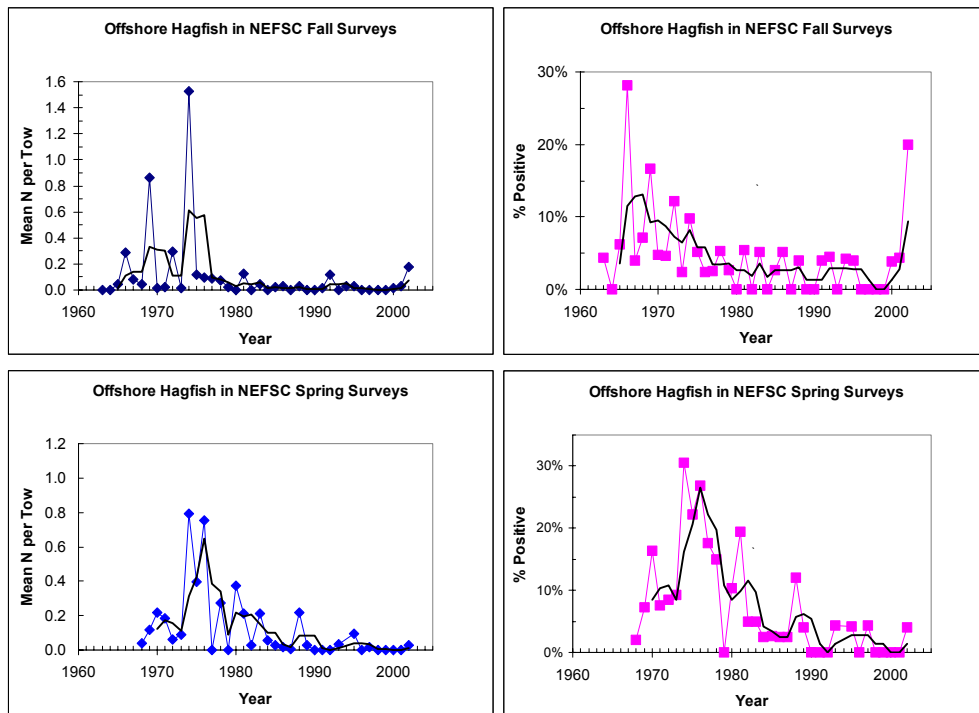 Offshore Hagfish in NEFSC Fall Surveys
Mean N per Tow
1.6
1.4
1.2
1.0
0.8
0.6
0.4
0.2
0.0
1960 1970 1980 1990 2000
Year
Offshore Hagfish in NEFSC Fall Surveys
% Positive
30%
20%
10%
0%
1960 1970 1980 1990 2000
Year
Offshore Hagfish in NEFSC Spring Surveys
Mean N per Tow
1.2
1.0
0.8
0.6
0.4
0.2
0.0
1960 1970 1980 1990 2000
Year
Offshore Hagfish in NEFSC Spring Surveys
% Positive
30%
20%
10%
0%
1960 1970 1980 1990 2000
Year